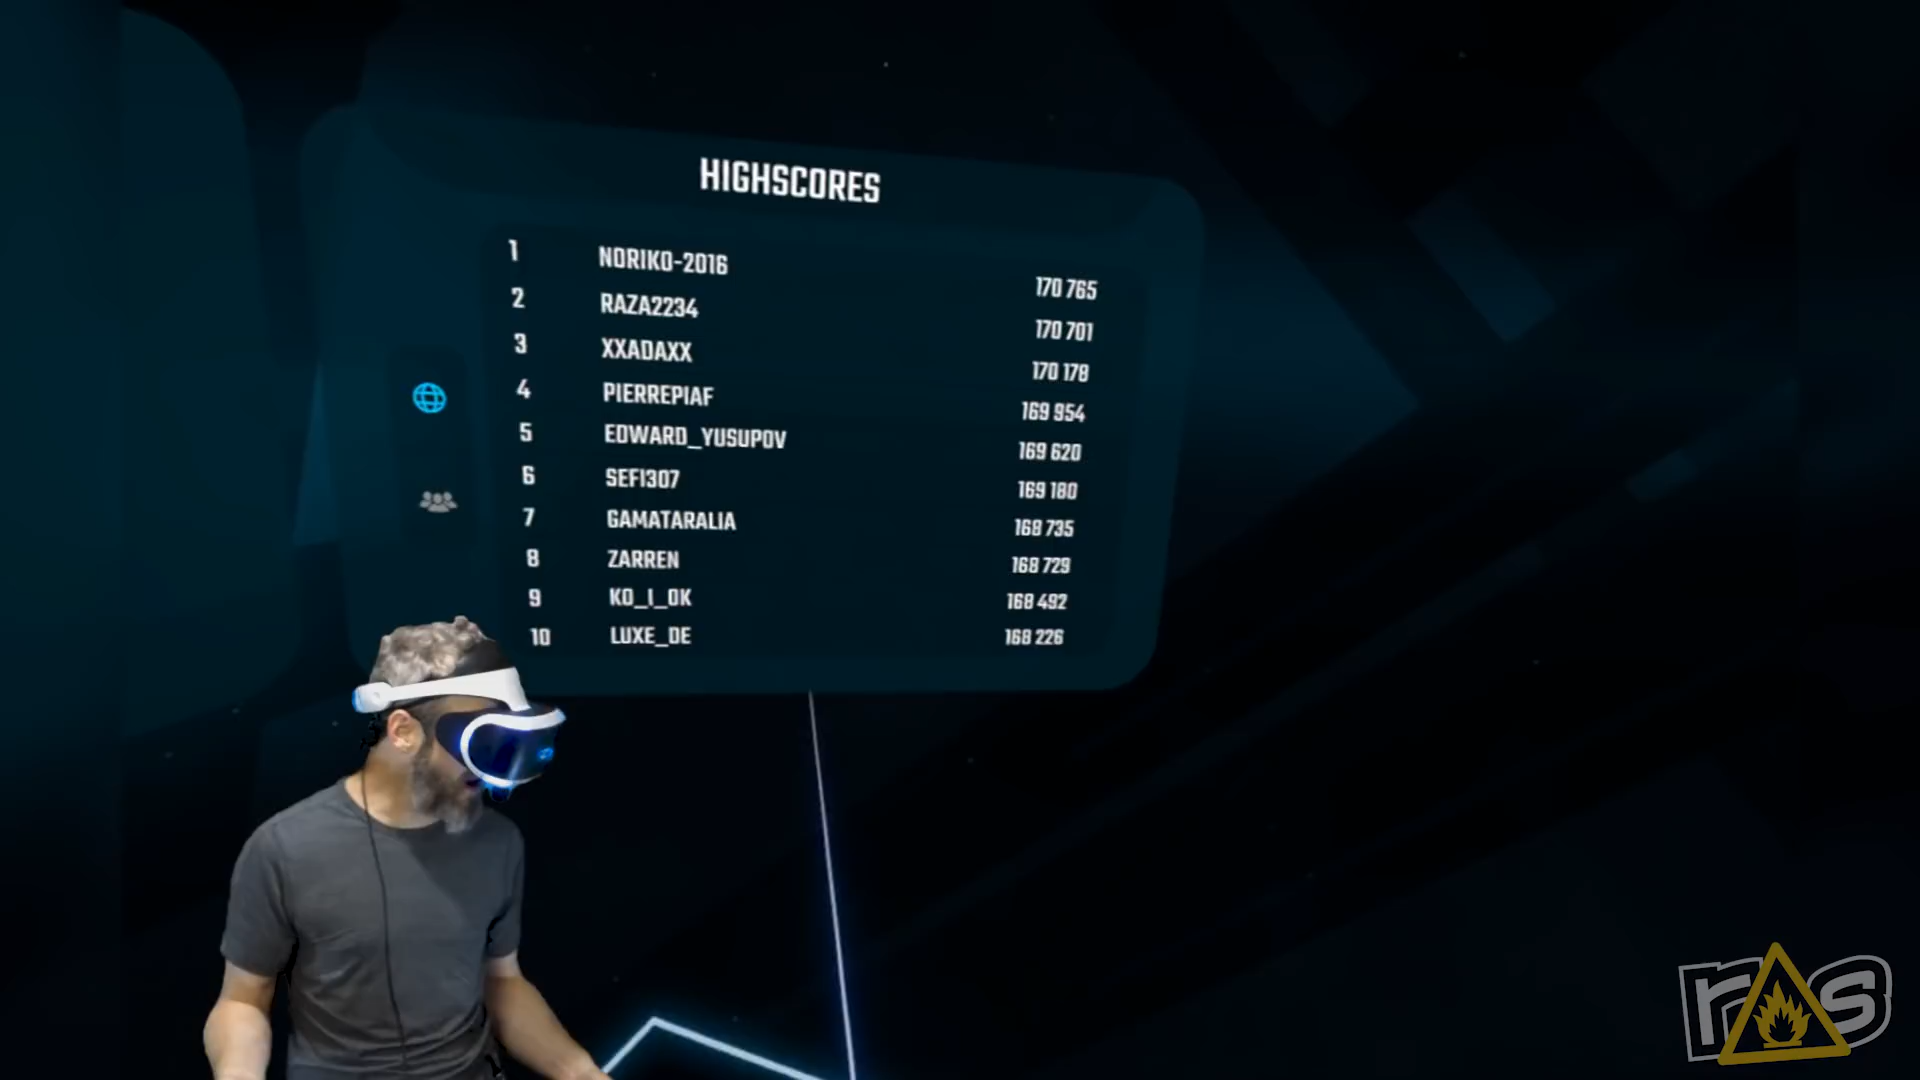 HIGHSCORES
1 NORIKO-2016 170 765
2 RAZA2234 170 701
3 XXADAXX 170 178
4 PIERREPIAF 169 954
5 EDWARD_YUSUPOV 169 620
6 SEFI307 169 180
7 GAMATARALIA 168 735
8 ZARREN 168 729
9 KO_I_OK 168 492
10 LUXE_DE 168 226
r s